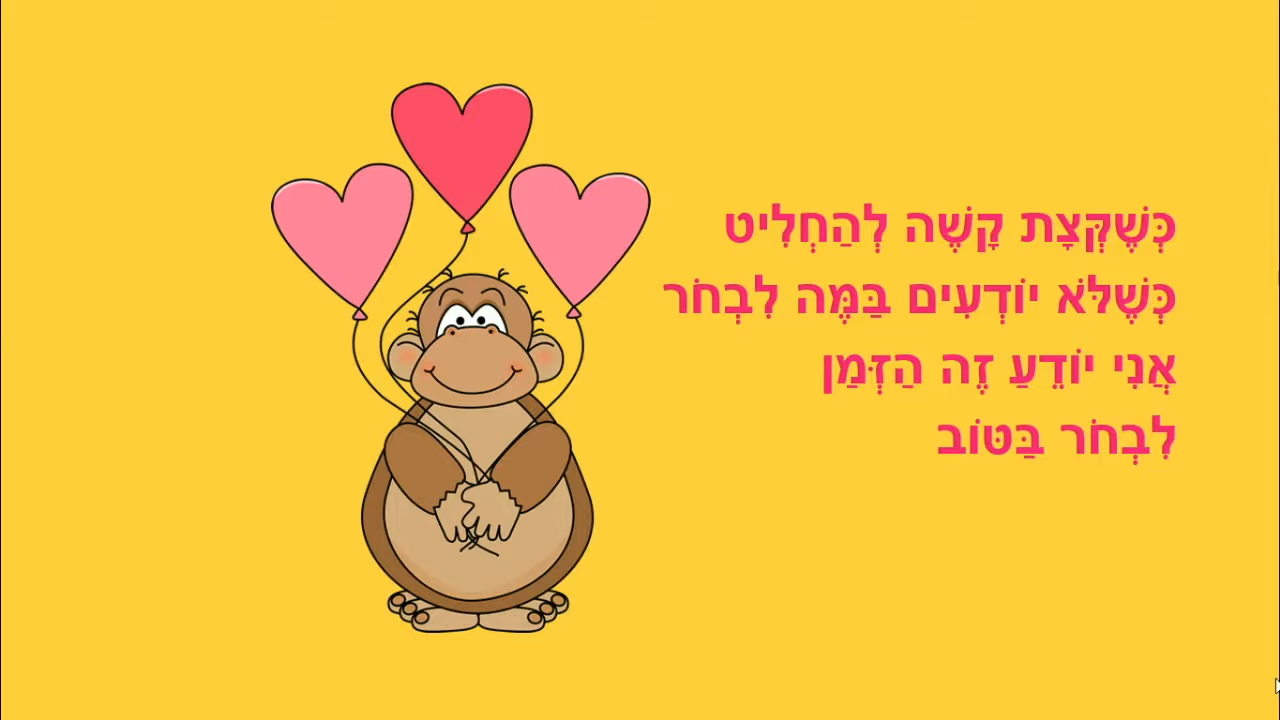 כְּשֶׁקְּצָת קָשֶׁה לְהַחְלִיט
כְּשֶׁלֹּא יוֹדְעִים בַּמֶּה לִבְחֹר
אֲנִי יוֹדֵעַ זֶה הַזְּמַן
לִבְחֹר בַּטּוֹב